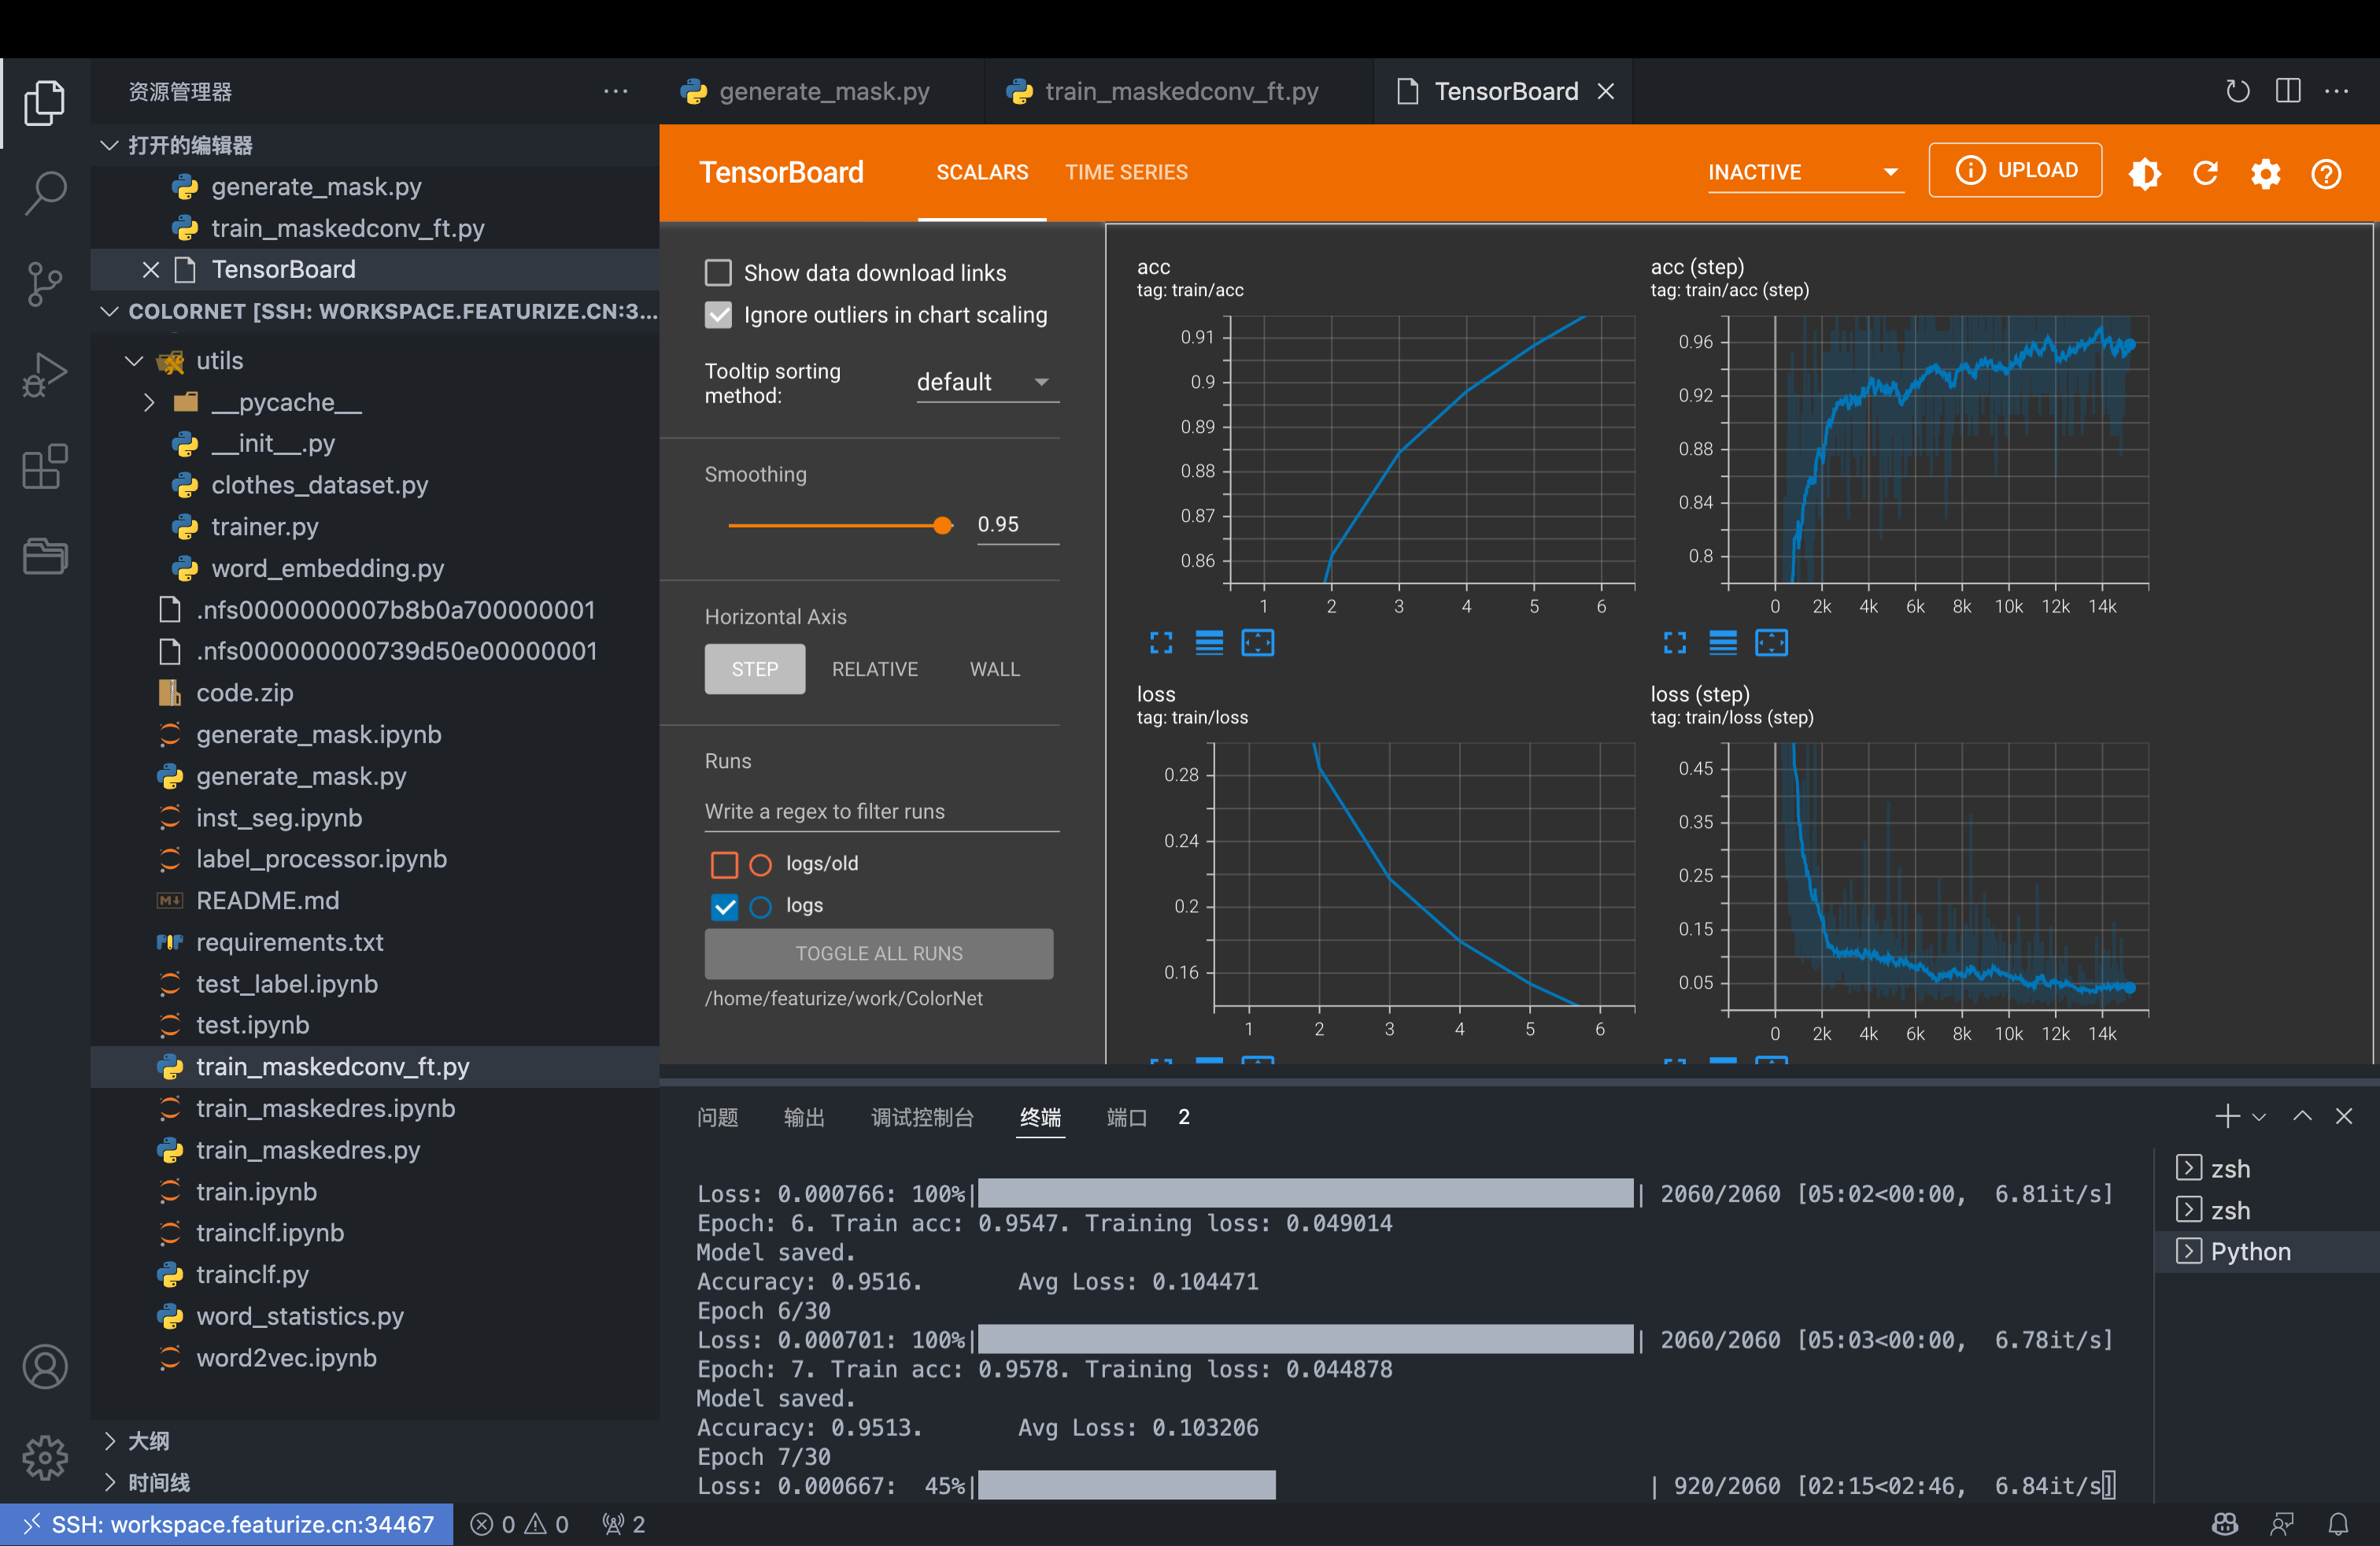 资源管理器
打开的编辑器
generate_mask.py
train_maskedconv_ft.py
TensorBoard
COLORNET [SSH: WORKSPACE.FEATURIZE.CN:3...
utils
__pycache__
__init__.py
clothes_dataset.py
trainer.py
word_embedding.py
.nfs0000000007b8b0a700000001
.nfs000000000739d50e00000001
code.zip
generate_mask.ipynb
generate_mask.py
inst_seg.ipynb
label_processor.ipynb
README.md
requirements.txt
test_label.ipynb
test.ipynb
train_maskedconv_ft.py
train_maskedres.ipynb
train_maskedres.py
train.ipynb
trainclf.ipynb
trainclf.py
word_statistics.py
word2vec.ipynb
大纲
时间线
generate_mask.py
train_maskedconv_ft.py
TensorBoard
TensorBoard
SCALARS
TIME SERIES
INACTIVE
UPLOAD
Show data download links
Ignore outliers in chart scaling
Tooltip sorting
method:
default
Smoothing
0.95
Horizontal Axis
STEP
RELATIVE
WALL
Runs
Write a regex to filter runs
logs/old
logs
TOGGLE ALL RUNS
/home/featurize/work/ColorNet
acc
tag: train/acc
0.91
0.9
0.89
0.88
0.87
0.86
1 2 3 4 5 6
acc (step)
tag: train/acc (step)
0.96
0.92
0.88
0.84
0.8
0 2k 4k 6k 8k 10k 12k 14k
loss
tag: train/loss
0.28
0.24
0.2
0.16
1 2 3 4 5 6
loss (step)
tag: train/loss (step)
0.45
0.35
0.25
0.15
0.05
0 2k 4k 6k 8k 10k 12k 14k
问题 输出 调试控制台 终端 端口 2
Loss: 0.000766: 100%| | 2060/2060 [05:02<00:00, 6.81it/s]
Epoch: 6. Train acc: 0.9547. Training loss: 0.049014
Model saved.
Accuracy: 0.9516. Avg Loss: 0.104471
Epoch 6/30
Loss: 0.000701: 100%| | 2060/2060 [05:03<00:00, 6.78it/s]
Epoch: 7. Train acc: 0.9578. Training loss: 0.044878
Model saved.
Accuracy: 0.9513. Avg Loss: 0.103206
Epoch 7/30
Loss: 0.000667: 45%| | 920/2060 [02:15<02:46, 6.84it/s]
zsh
zsh
Python
SSH: workspace.featurize.cn:34467
0 0 2